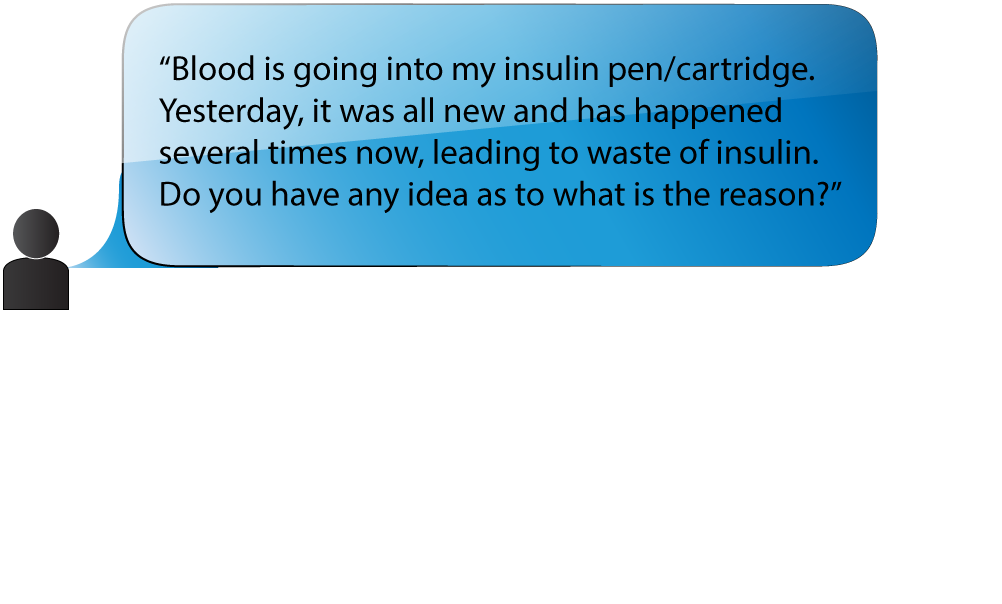 “Blood is going into my insulin pen/cartridge.
Yesterday, it was all new and has happened
several times now, leading to waste of insulin.
Do you have any idea as to what is the reason?”